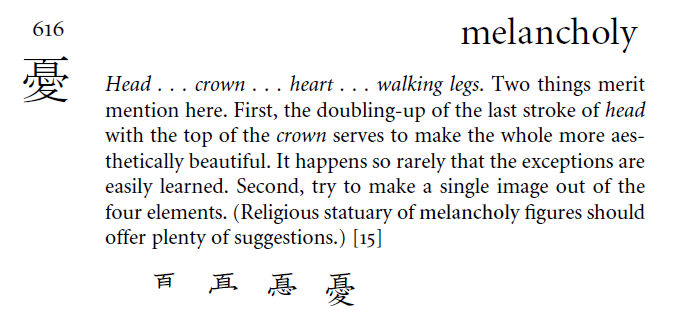 616
melancholy
憂
Head . . . crown . . . heart . . . walking legs. Two things merit
mention here. First, the doubling-up of the last stroke of head
with the top of the crown serves to make the whole more aes-
thetically beautiful. It happens so rarely that the exceptions are
easily learned. Second, try to make a single image out of the
four elements. (Religious statuary of melancholy figures should
offer plenty of suggestions.) [15]
憂